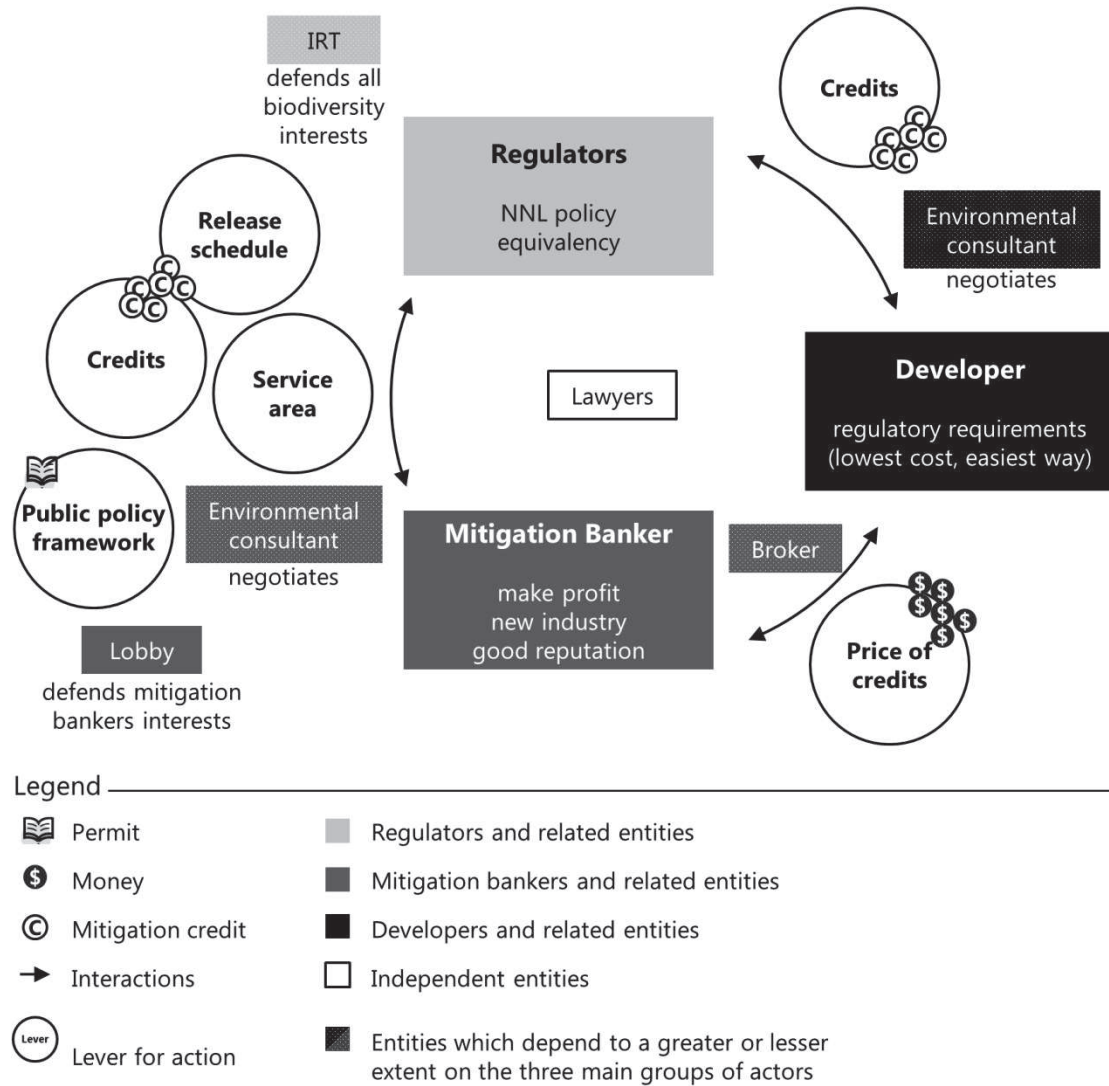 IRT
defends all
biodiversity
interests
Regulators
NNL policy
equivalency
Credits
C C C C C C
Environmental
consultant
negotiates
Release
schedule
C C C C C C
Credits
Service
area
Lawyers
Developer
regulatory requirements
(lowest cost, easiest way)
Public policy
framework
Environmental
consultant
negotiates
Mitigation Banker
make profit
new industry
good reputation
Broker
$ $ $ $ $ $
Price of
credits
Lobby
defends mitigation
bankers interests
Legend
Permit
$ Money
C Mitigation credit
Interactions
Lever
Lever for action
Regulators and related entities
Mitigation bankers and related entities
Developers and related entities
Independent entities
Entities which depend to a greater or lesser
extent on the three main groups of actors